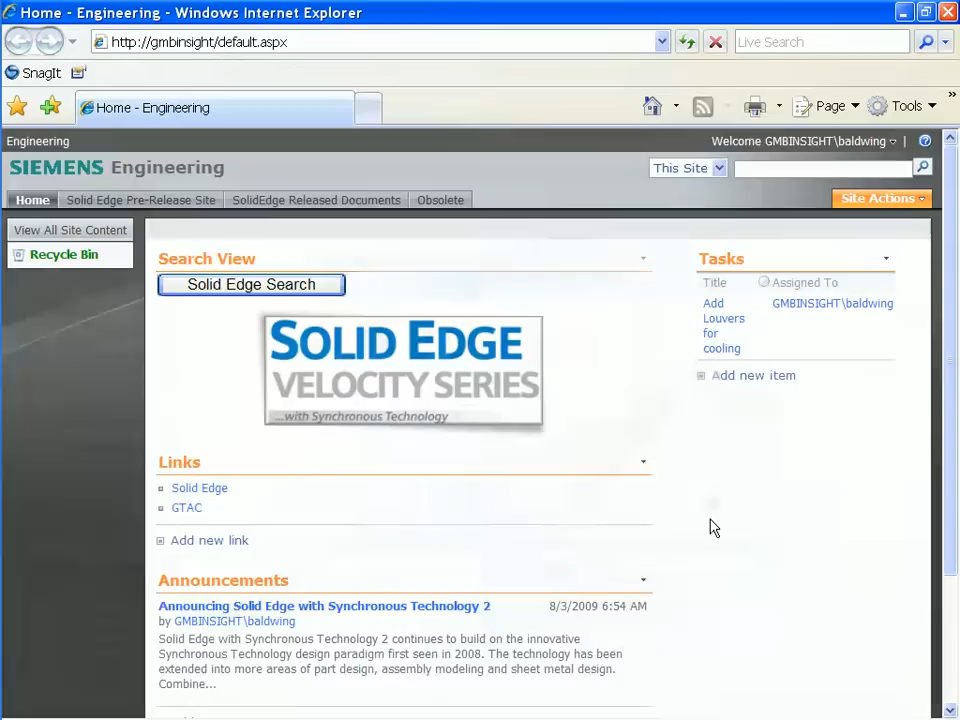 Home - Engineering - Windows Internet Explorer
http://gmbinsight/default.aspx
Live Search
SnagIt
Home - Engineering
Page
Tools
»
Engineering
Welcome GMBINSIGHT\baldwing
SIEMENS Engineering
This Site
Home
Solid Edge Pre-Release Site
SolidEdge Released Documents
Obsolete
Site Actions
View All Site Content
Recycle Bin
Search View
Solid Edge Search
SOLID EDGE
VELOCITY SERIES
...with Synchronous Technology
Tasks
Title
Assigned To
Add Louvers for cooling
GMBINSIGHT\baldwing
Add new item
Links
Solid Edge
GTAC
Add new link
Announcements
Announcing Solid Edge with Synchronous Technology 2
8/3/2009 6:54 AM
by GMBINSIGHT\baldwing
Solid Edge with Synchronous Technology 2 continues to build on the innovative
Synchronous Technology design paradigm first seen in 2008. The technology has been
extended into more areas of part design, assembly modeling and sheet metal design.
Combine...